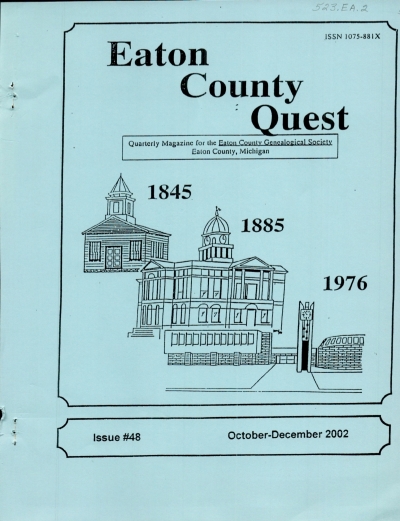 523.EA.2
ISSN 1075-881X
Eaton
County
Quest
Quarterly Magazine for the Eaton County Genealogical Society
Eaton County, Michigan
1845
1885
1976
Issue #48
October-December 2002